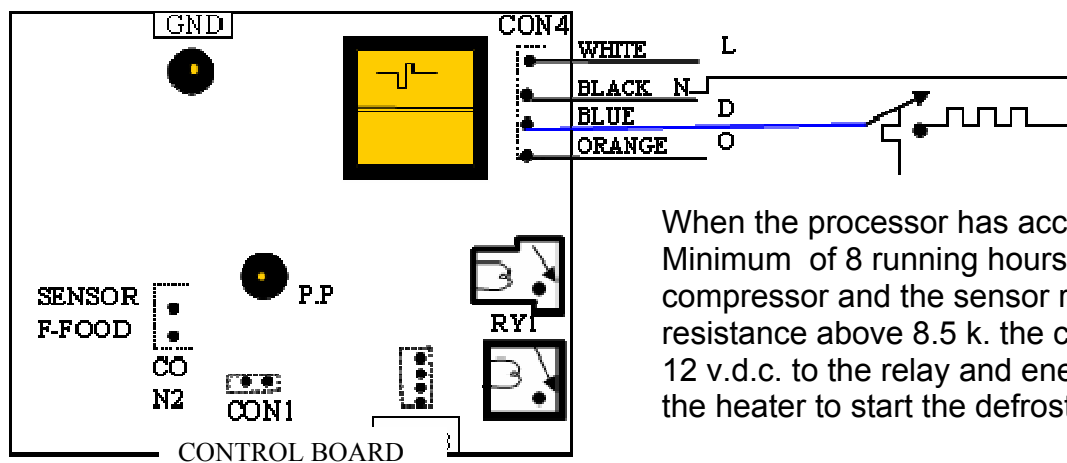 GND
CON4
WHITE L
BLACK N
BLUE D
ORANGE O
When the processor has
Minimum of 8 running hours
compressor and the sensor
resistance above 8.5 k. the
12 v.d.c. to the relay and
the heater to start the defrost
SENSOR
F-FOOD
P.P
RY1
CO
N2
CON1
CONTROL BOARD